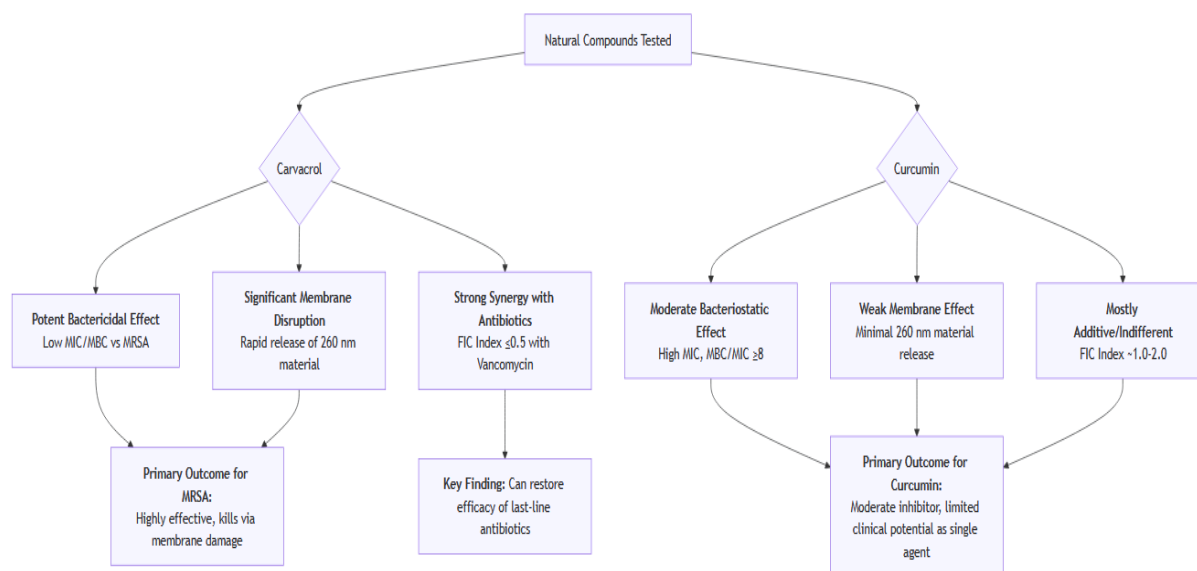 Natural Compounds Tested
Carvacrol
Curcumin
Potent Bactericidal Effect
Low MIC/MBC vs MRSA
Significant Membrane
Disruption
Rapid release of 260 nm
material
Strong Synergy with
Antibiotics
FIC Index ≤0.5 with
Vancomycin
Moderate Bacteriostatic
Effect
High MIC, MBC/MIC ≥8
Weak Membrane Effect
Minimal 260 nm material
release
Mostly
Additive/Indifferent
FIC Index ~1.0-2.0
Primary Outcome for
MRSA:
Highly effective, kills via
membrane damage
Key Finding: Can restore
efficacy of last-line
antibiotics
Primary Outcome for
Curcumin:
Moderate inhibitor, limited
clinical potential as single
agent